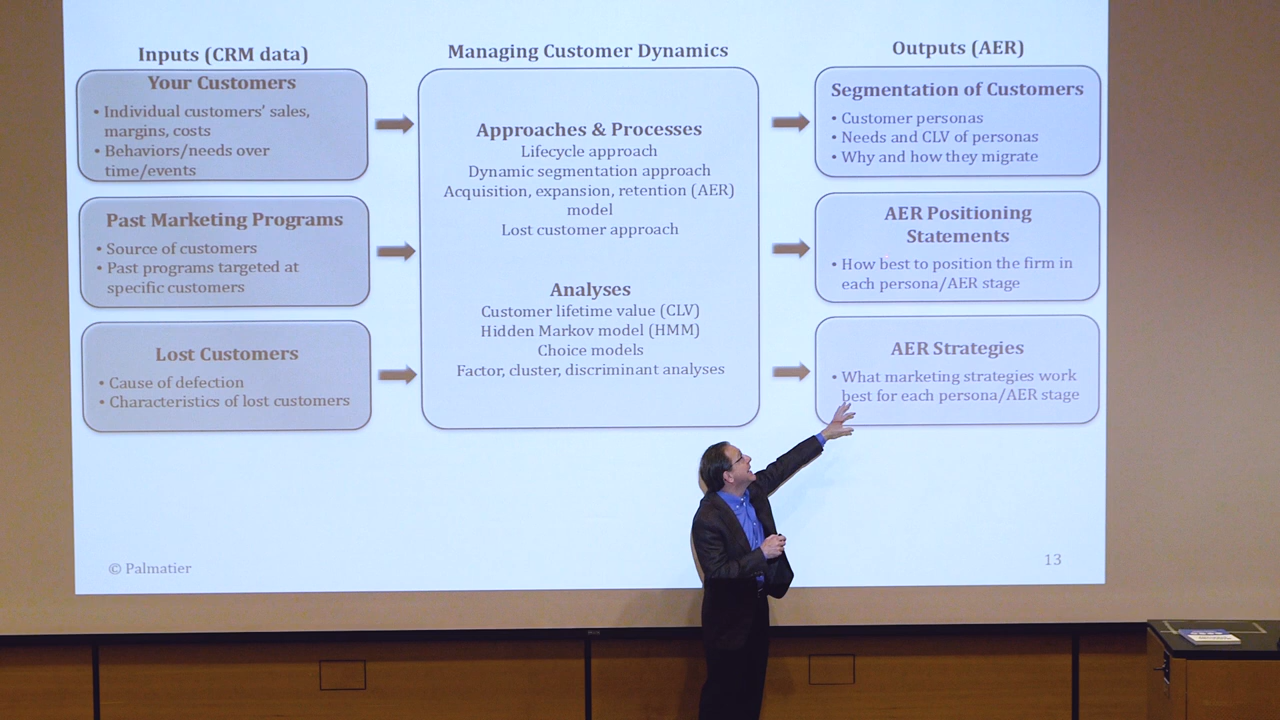 Inputs (CRM data)
Your Customers
• Individual customers' sales,
margins, costs
• Behaviors/needs over
time/events
Past Marketing Programs
• Source of customers
• Past programs targeted at
specific customers
Lost Customers
• Cause of defection
• Characteristics of lost customers
Managing Customer Dynamics
Approaches & Processes
Lifecycle approach
Dynamic segmentation approach
Acquisition, expansion, retention (AER)
model
Lost customer approach
Analyses
Customer lifetime value (CLV)
Hidden Markov model (HMM)
Choice models
Factor, cluster, discriminant analyses
Outputs (AER)
Segmentation of Customers
• Customer personas
• Needs and CLV of personas
• Why and how they migrate
AER Positioning
Statements
• How best to position the firm in
each persona/AER stage
AER Strategies
• What marketing strategies work
best for each persona/AER stage
© Palmatier
13